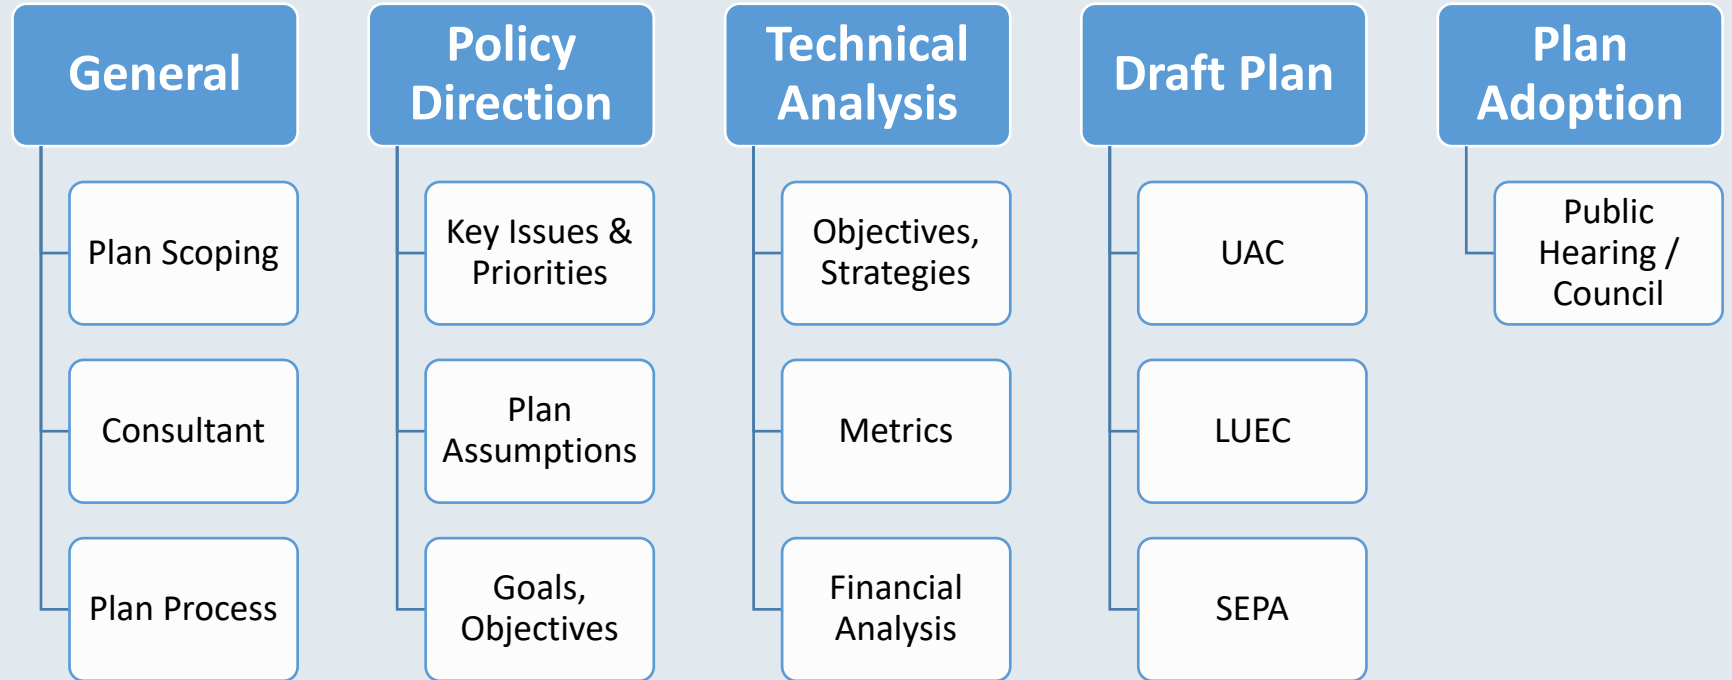 General
Plan Scoping
Consultant
Plan Process
Policy
Direction
Key Issues &
Priorities
Plan
Assumptions
Goals,
Objectives
Technical
Analysis
Objectives,
Strategies
Metrics
Financial
Analysis
Draft Plan
UAC
LUEC
SEPA
Plan
Adoption
Public
Hearing /
Council